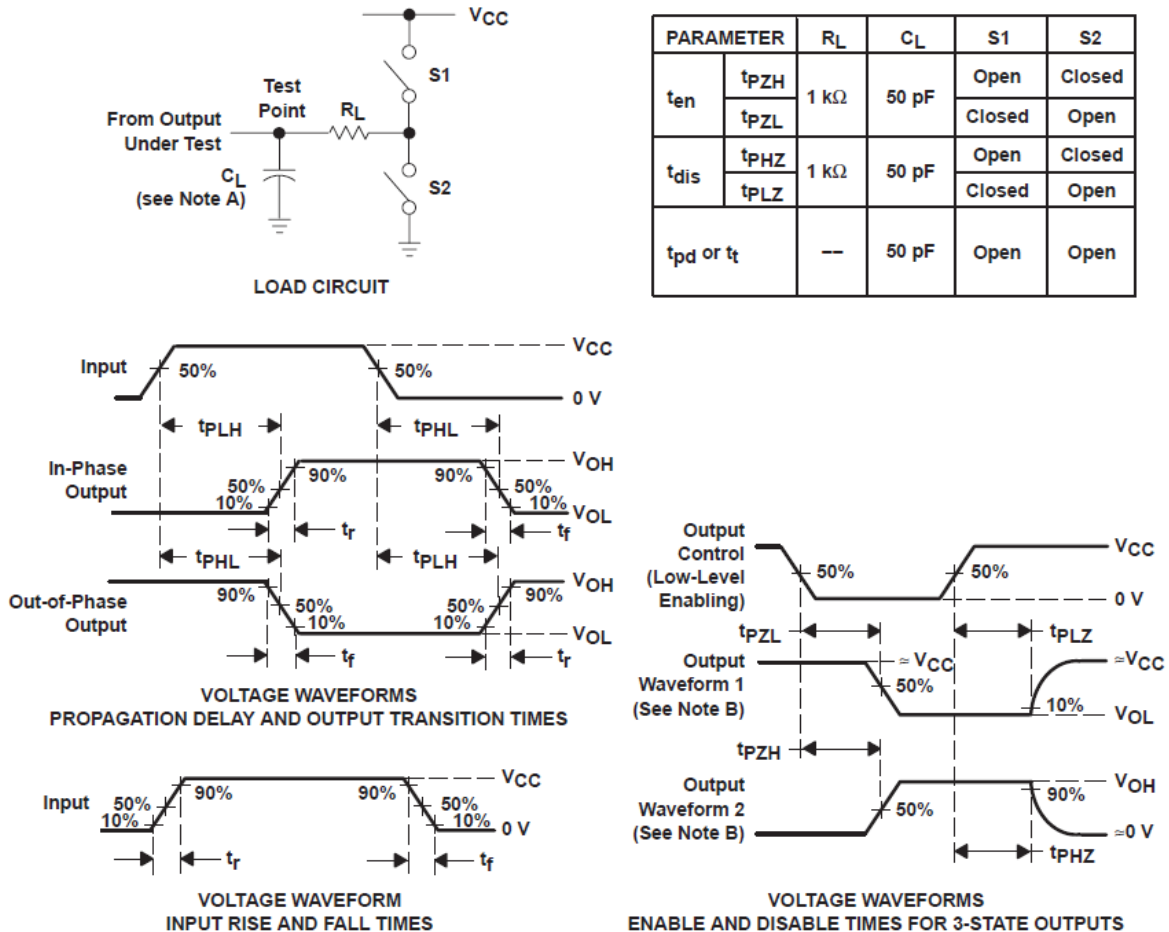 VCC
S1
Test
Point
RL
From Output
Under Test
CL
(see Note A)
S2
LOAD CIRCUIT
PARAMETER RL CL S1 S2
ten tPZH 1 kΩ 50 pF Open Closed
tPZL Closed Open
tdis tPHZ 1 kΩ 50 pF Open Closed
tPLZ Closed Open
tpd or tt –– 50 pF Open Open
Input 50% 50% VCC
0 V
tPLH tPHL
In-Phase
Output
90% 90% VOH
50% 50%
10% 10% VOL
tr tf
tPHL tPLH
Out-of-Phase
Output
90% 90% VOH
50% 50%
10% 10% VOL
tf tr
VOLTAGE WAVEFORMS
PROPAGATION DELAY AND OUTPUT TRANSITION TIMES
Input
90% 90% VCC
50% 50%
10% 10% 0 V
tr tf
VOLTAGE WAVEFORM
INPUT RISE AND FALL TIMES
Output
Control
(Low-Level
Enabling)
50% 50% VCC
0 V
tPZL tPLZ
Output
Waveform 1
(See Note B)
≃ VCC ≃VCC
50% 10% VOL
tPZH
Output
Waveform 2
(See Note B)
50% 90% VOH
≃0 V
tPHZ
VOLTAGE WAVEFORMS
ENABLE AND DISABLE TIMES FOR 3-STATE OUTPUTS